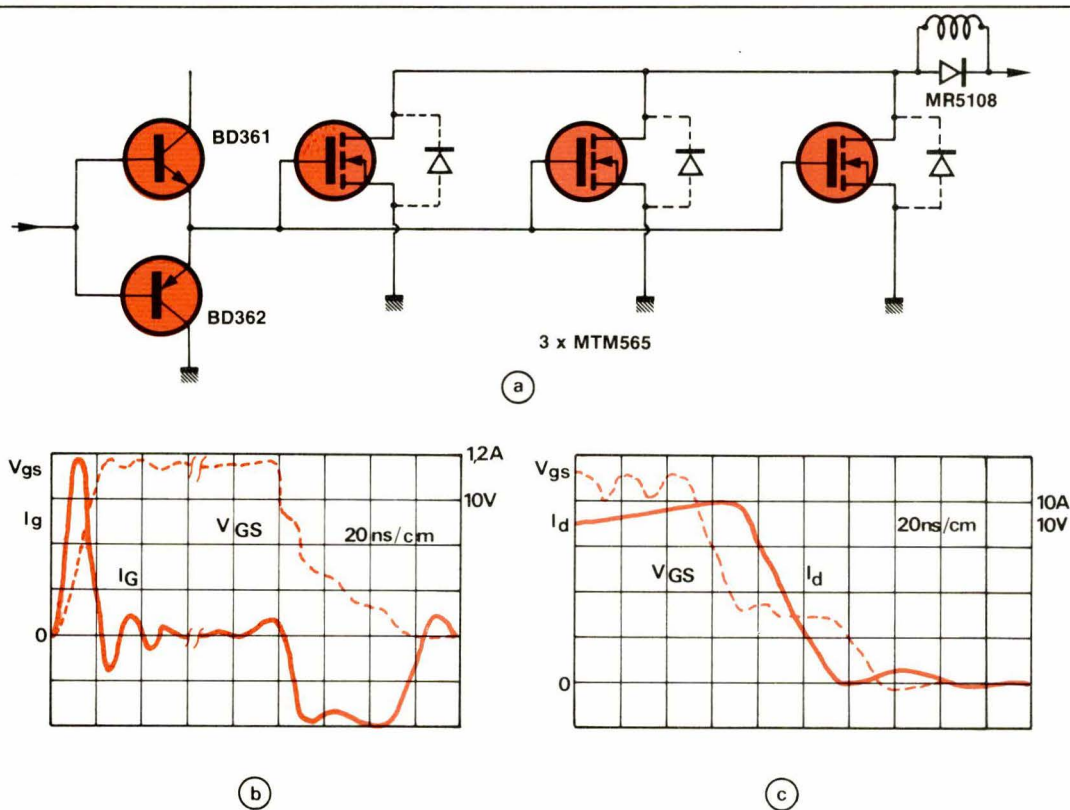 BD361
BD362
MR5108
3 x MTM565
a
Vgs
Ig
0
IG
VGS
20ns/cm
1,2A
10V
b
Vgs
Id
0
VGS
Id
20ns/cm
10A
10V
c